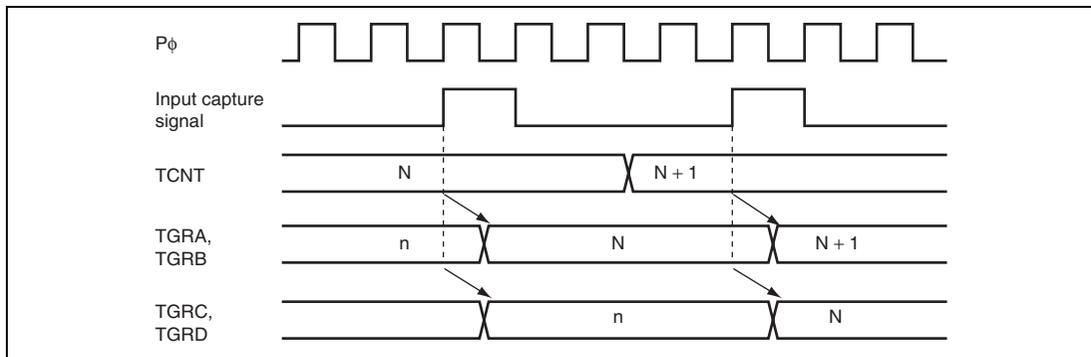 Pφ
Input capture
signal
TCNT
N
N + 1
TGRA,
TGRB
n
N
N + 1
TGRC,
TGRD
n
N